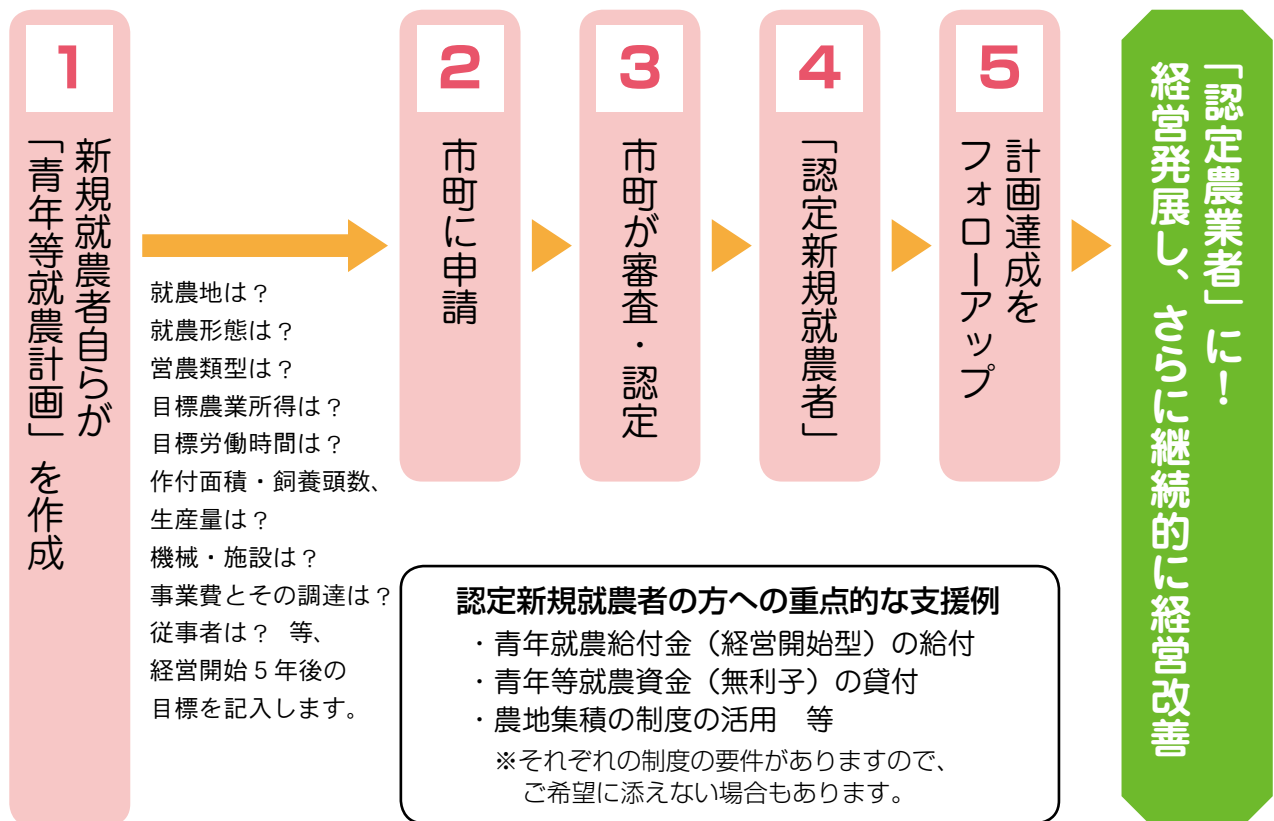 1
新規就農者自らが
「青年等就農計画」を作成
就農地は？
就農形態は？
営農類型は？
目標農業所得は？
目標労働時間は？
作付面積・飼養頭数、
生産量は？
機械・施設は？
事業費とその調達は？
従事者は？ 等、
経営開始５年後の
目標を記入します。
2
市町に申請
3
市町が審査・認定
4
「認定新規就農者」
5
計画達成を
フォローアップ
「認定農業者」に！
経営発展し、さらに継続的に経営改善
認定新規就農者の方への重点的な支援例
・青年就農給付金（経営開始型）の給付
・青年等就農資金（無利子）の貸付
・農地集積の制度の活用　等
※それぞれの制度の要件がありますので、
ご希望に添えない場合もあります。